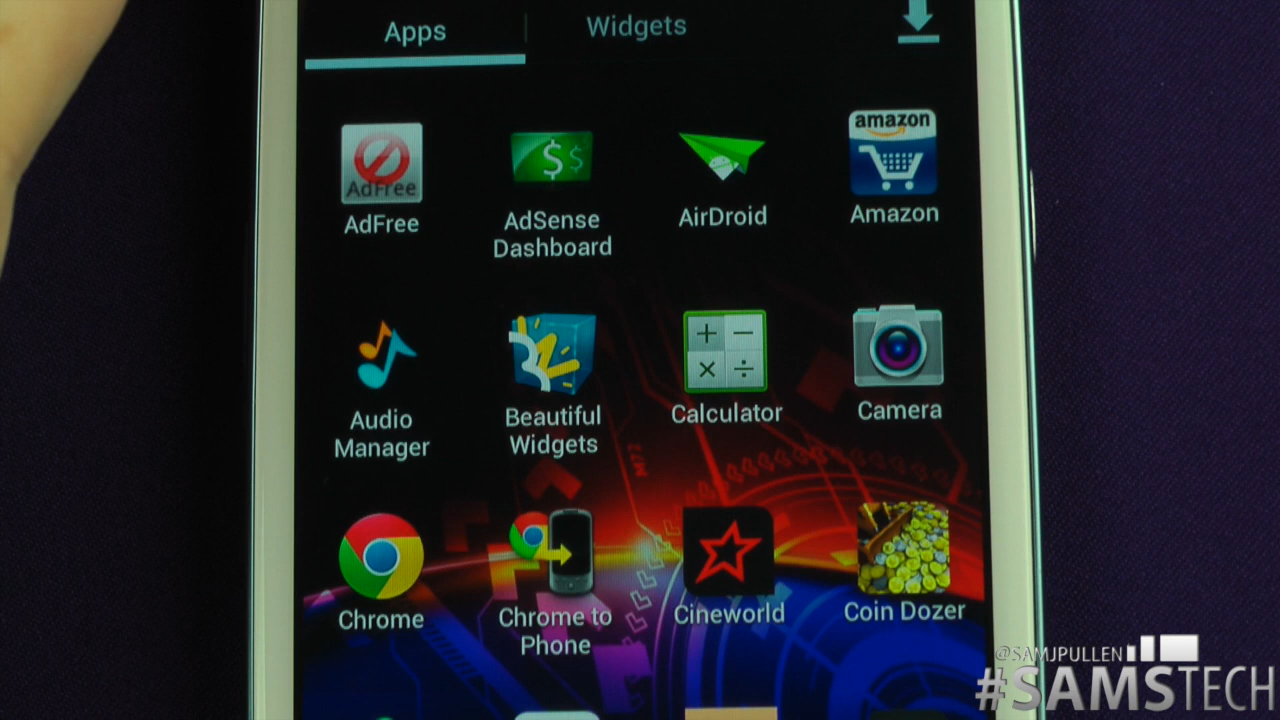 Apps
Widgets
AdFree
AdFree
AdSense
Dashboard
AirDroid
amazon
Amazon
Audio
Manager
Beautiful
Widgets
Calculator
Camera
Chrome
Chrome to
Phone
Cineworld
Coin Dozer
@SAMJPULLEN
#SAMSTECH